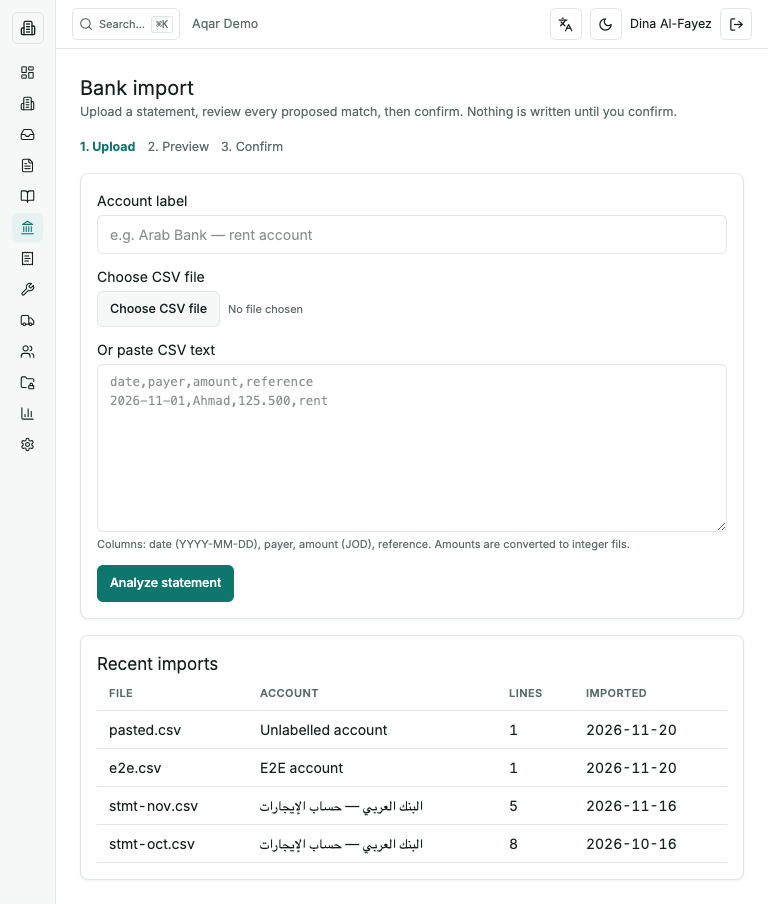 Search... ⌘K Aqar Demo Dina Al-Fayez
Bank import
Upload a statement, review every proposed match, then confirm. Nothing is written until you confirm.
1. Upload 2. Preview 3. Confirm
Account label
e.g. Arab Bank — rent account
Choose CSV file
Choose CSV file No file chosen
Or paste CSV text
date,payer,amount,reference
2026-11-01,Ahmad,125.500,rent
Columns: date (YYYY-MM-DD), payer, amount (JOD), reference. Amounts are converted to integer fils.
Analyze statement
Recent imports
FILE ACCOUNT LINES IMPORTED
pasted.csv Unlabelled account 1 2026-11-20
e2e.csv E2E account 1 2026-11-20
stmt-nov.csv البنك العربي — حساب الإيجارات 5 2026-11-16
stmt-oct.csv البنك العربي — حساب الإيجارات 8 2026-10-16